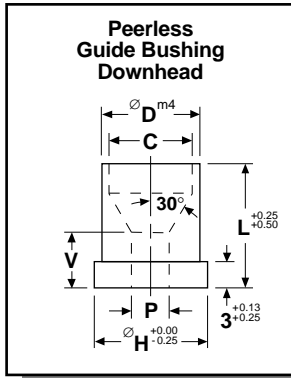 Peerless
Guide Bushing
Downhead
∅D m4
C
30°
L +0.25 +0.50
V
P
3 +0.13 +0.25
∅H +0.00 -0.25